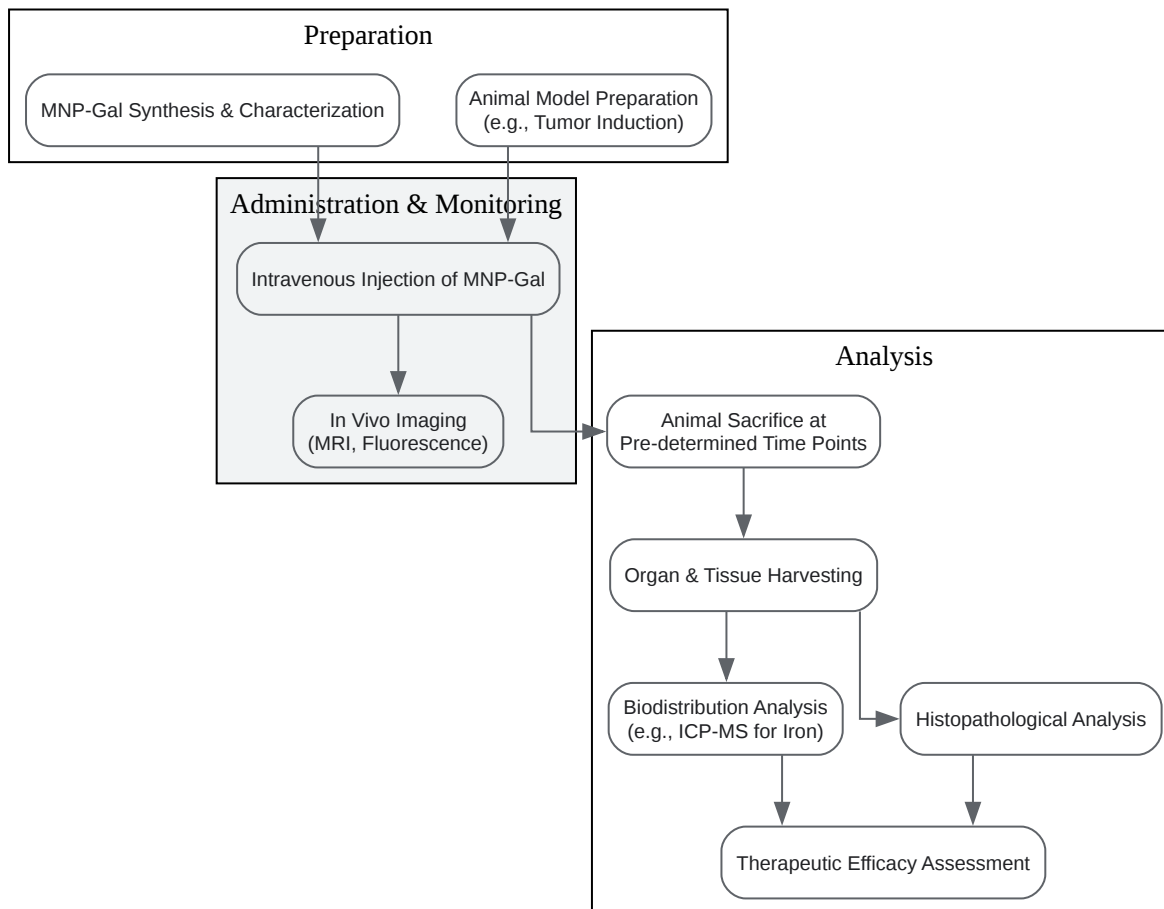 Preparation
MNP-Gal Synthesis & Characterization
Animal Model Preparation
(e.g., Tumor Induction)
Administration & Monitoring
Intravenous Injection of MNP-Gal
In Vivo Imaging
(MRI, Fluorescence)
Analysis
Animal Sacrifice at
Pre-determined Time Points
Organ & Tissue Harvesting
Biodistribution Analysis
(e.g., ICP-MS for Iron)
Histopathological Analysis
Therapeutic Efficacy Assessment